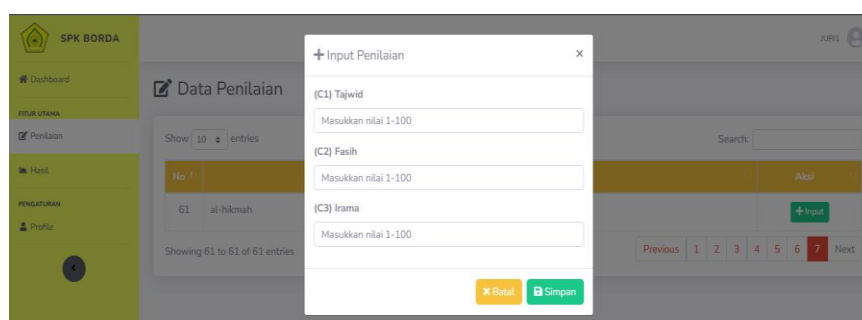 SPK BORDA
JURI1
Dashboard
FITUR UTAMA
Penilaian
Hasil
PENGATURAN
Profile
Data Penilaian
Show 10 entries
Search:
No
Aksi
61 al-hikmah
Input
Showing 61 to 61 of 61 entries
Previous 1 2 3 4 5 6 7 Next
Input Penilaian
×
(C1) Tajwid
Masukkan nilai 1-100
(C2) Fasih
Masukkan nilai 1-100
(C3) Irama
Masukkan nilai 1-100
Batal Simpan